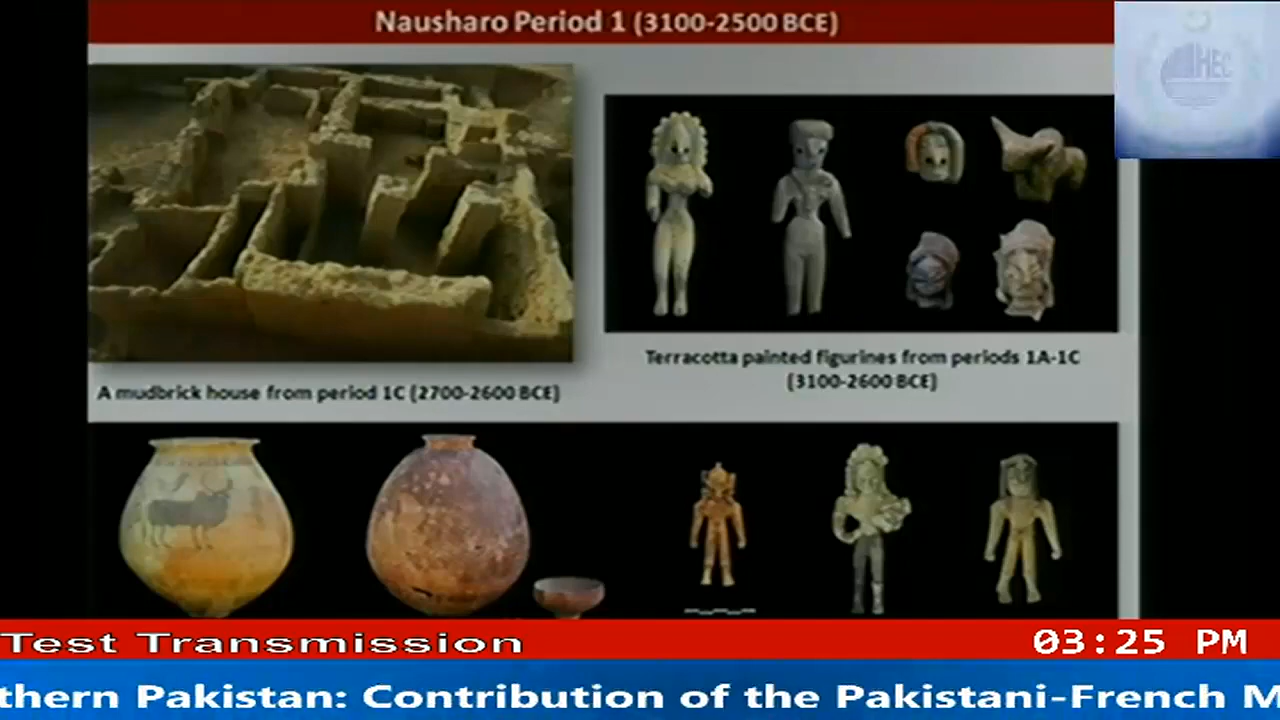 Nausharo Period 1 (3100-2500 BCE)
HEC
Terracotta painted figurines from periods 1A-1C
(3100-2600 BCE)
A mudbrick house from period 1C (2700-2600 BCE)
Test Transmission
03:25 PM
thern Pakistan: Contribution of the Pakistani-French M